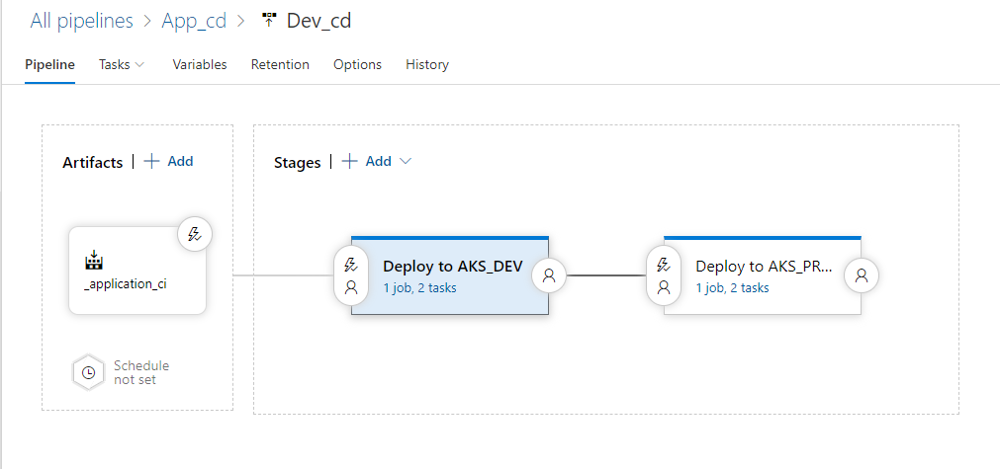 All pipelines > App_cd > Dev_cd
Pipeline Tasks Variables Retention Options History
Artifacts | + Add
Stages | + Add
_application_ci
Schedule
not set
Deploy to AKS_DEV
1 job, 2 tasks
Deploy to AKS_PR...
1 job, 2 tasks